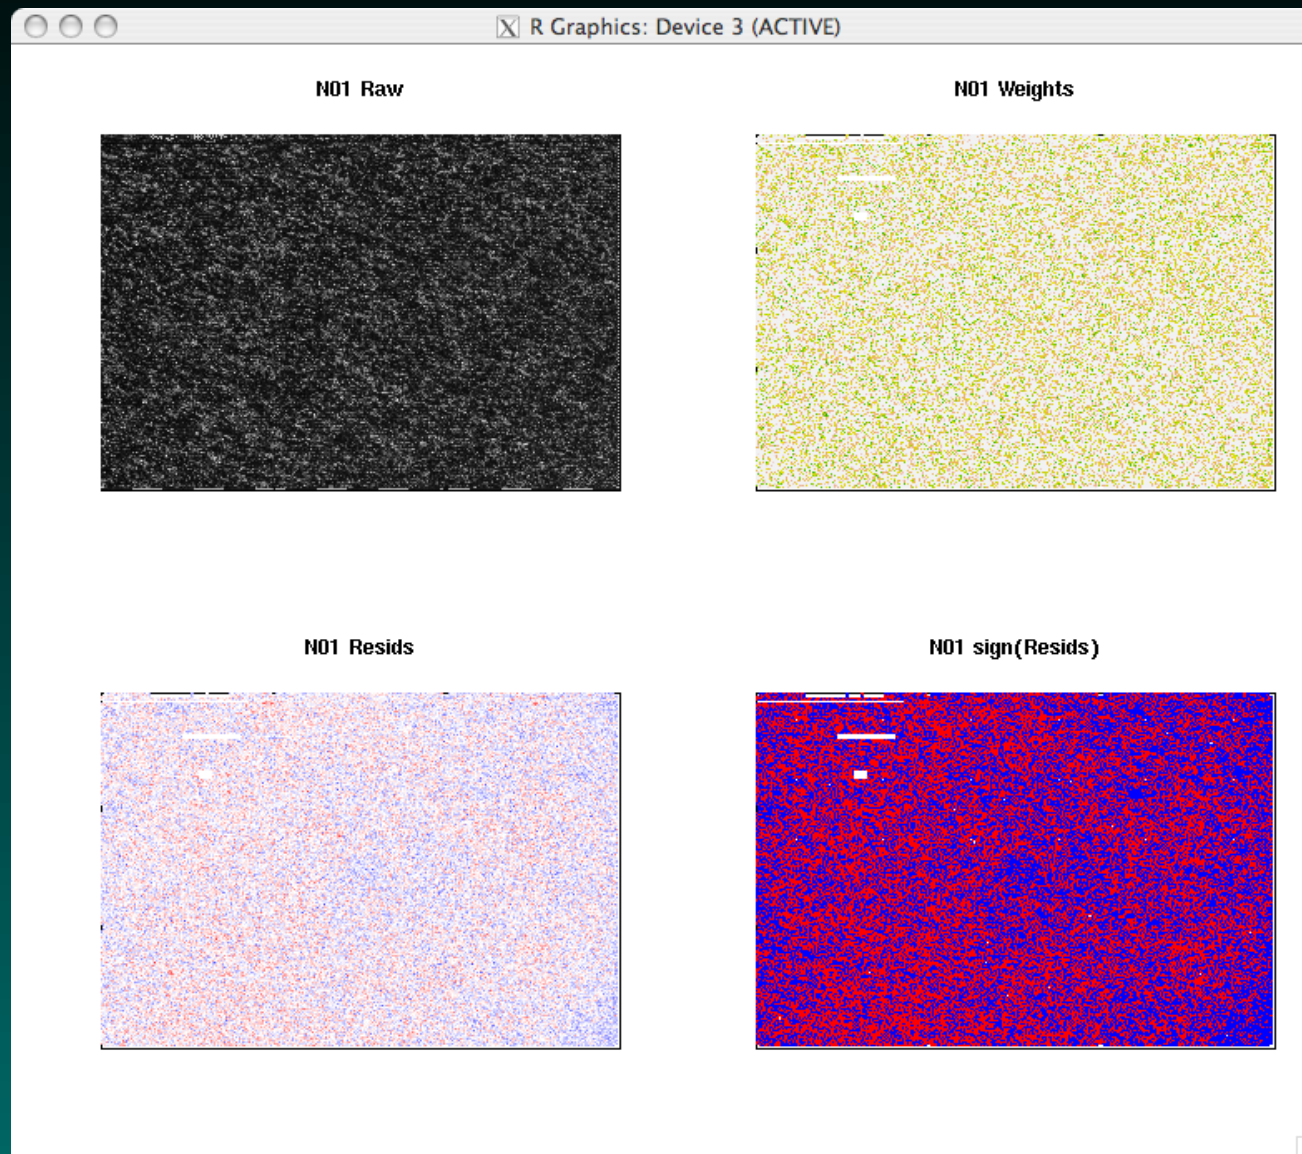 R Graphics: Device 3 (ACTIVE)
N01 Raw
N01 Weights
N01 Resids
N01 sign(Resids)